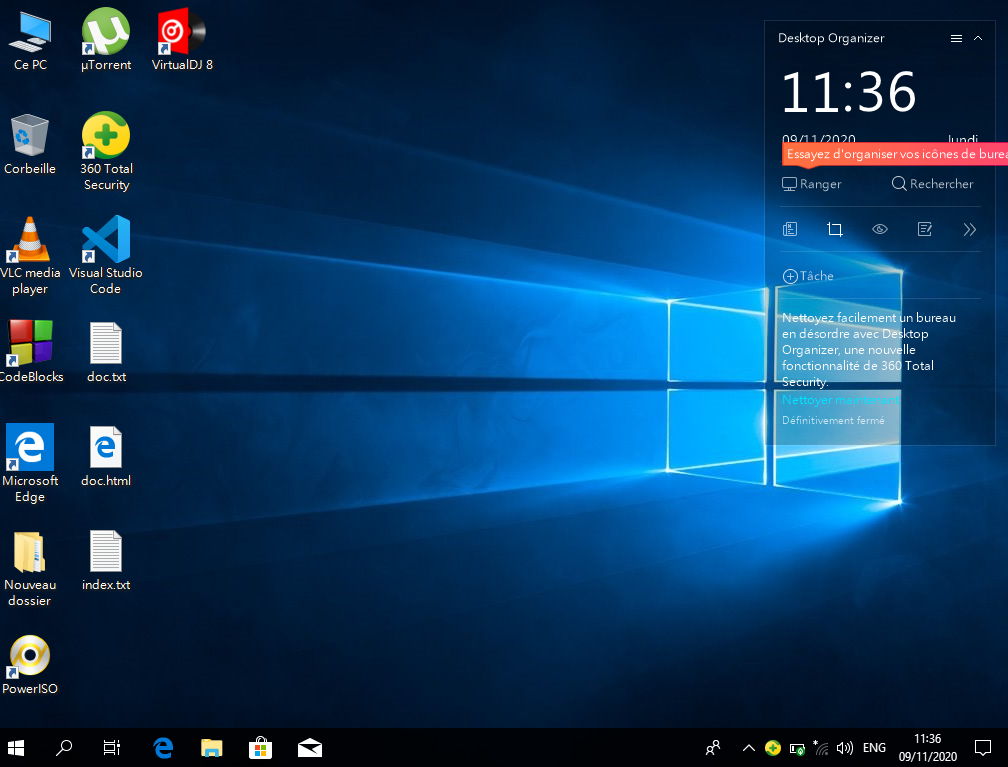 Ce PC
µTorrent
VirtualDJ 8
Corbeille
360 Total
Security
VLC media
player
Visual Studio
Code
CodeBlocks
doc.txt
Microsoft
Edge
doc.html
Nouveau
dossier
index.txt
PowerISO
Desktop Organizer
11:36
09/11/2020 lundi
Essayez d'organiser vos icônes de burea
Ranger
Rechercher
Tâche
Nettoyez facilement un bureau
en désordre avec Desktop
Organizer, une nouvelle
fonctionnalité de 360 Total
Security.
Nettoyer maintenant
Définitivement fermé
ENG
11:36
09/11/2020